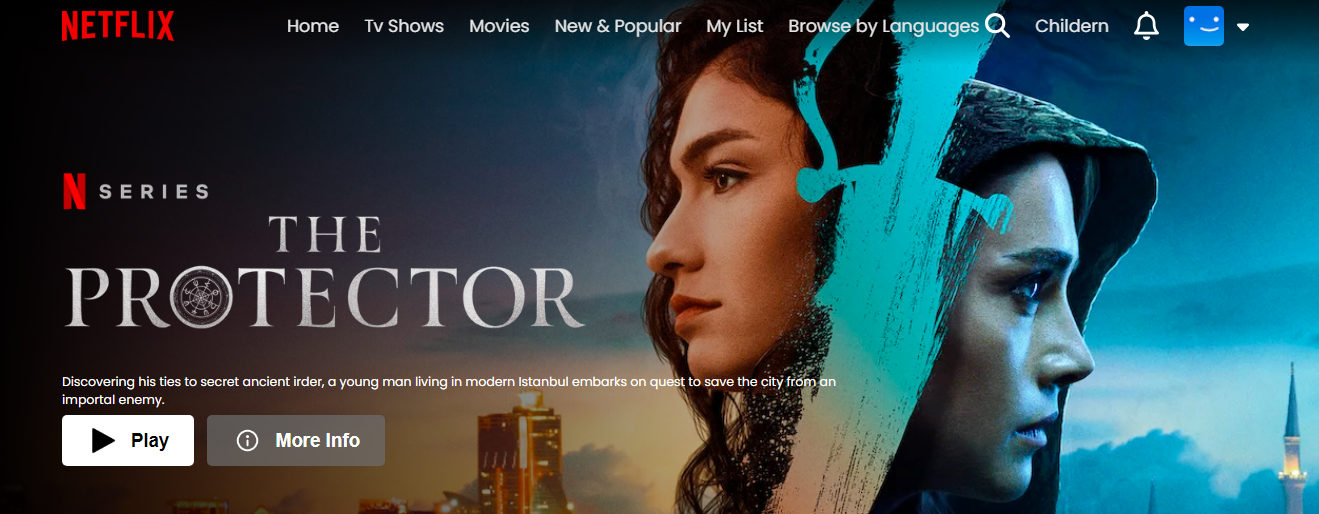 NETFLIX Home Tv Shows Movies New & Popular My List Browse by Languages Childern
N SERIES
THE
PROTECTOR
Discovering his ties to secret ancient irder, a young man living in modern Istanbul embarks on quest to save the city from an
importal enemy.
Play More Info